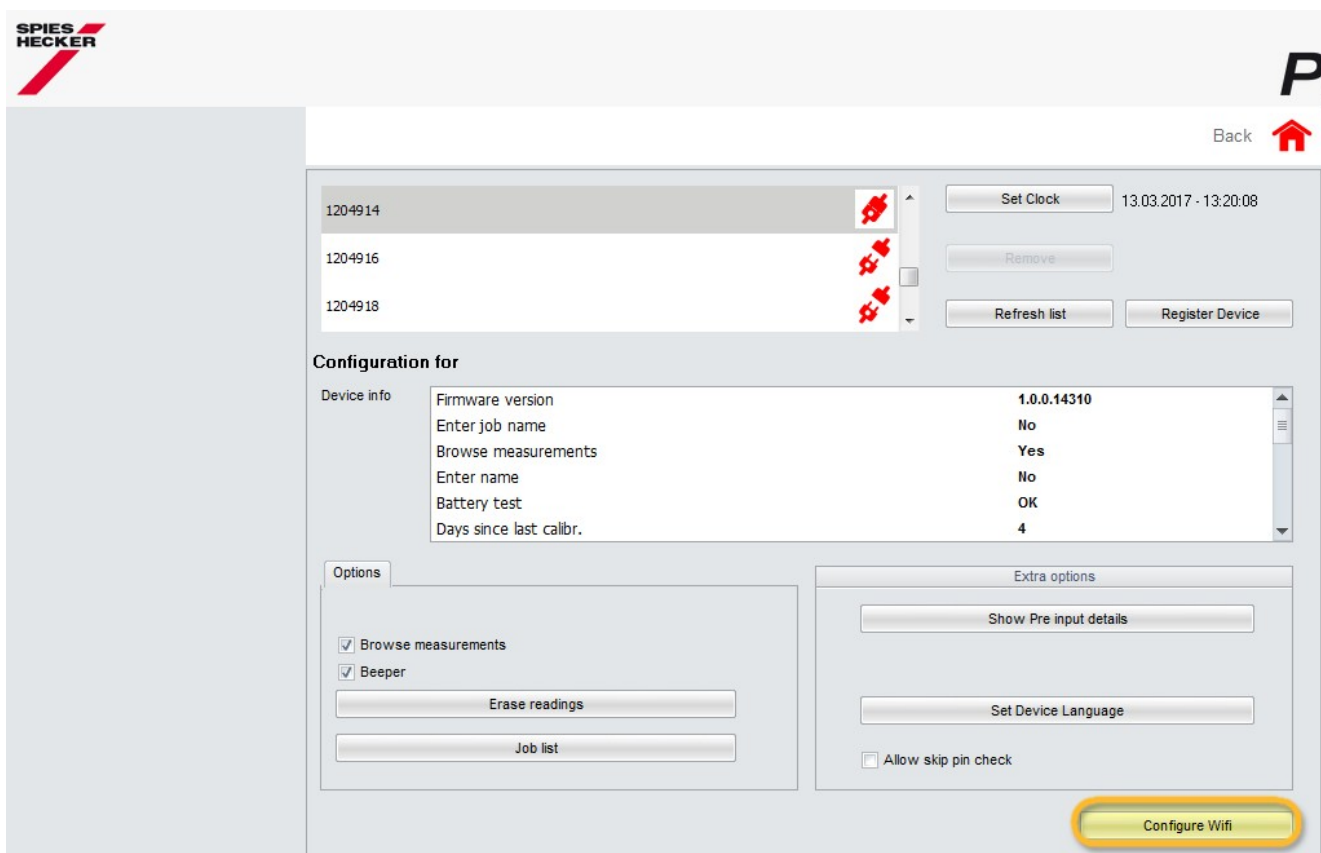 SPIES
HECKER
P
Back
1204914
Set Clock 13.03.2017 - 13:20:08
1204916
Remove
1204918
Refresh list Register Device
Configuration for
Device info
Firmware version 1.0.0.14310
Enter job name No
Browse measurements Yes
Enter name No
Battery test OK
Days since last calibr. 4
Options
Extra options
Show Pre input details
Browse measurements
Beeper
Erase readings
Set Device Language
Job list
Allow skip pin check
Configure Wifi